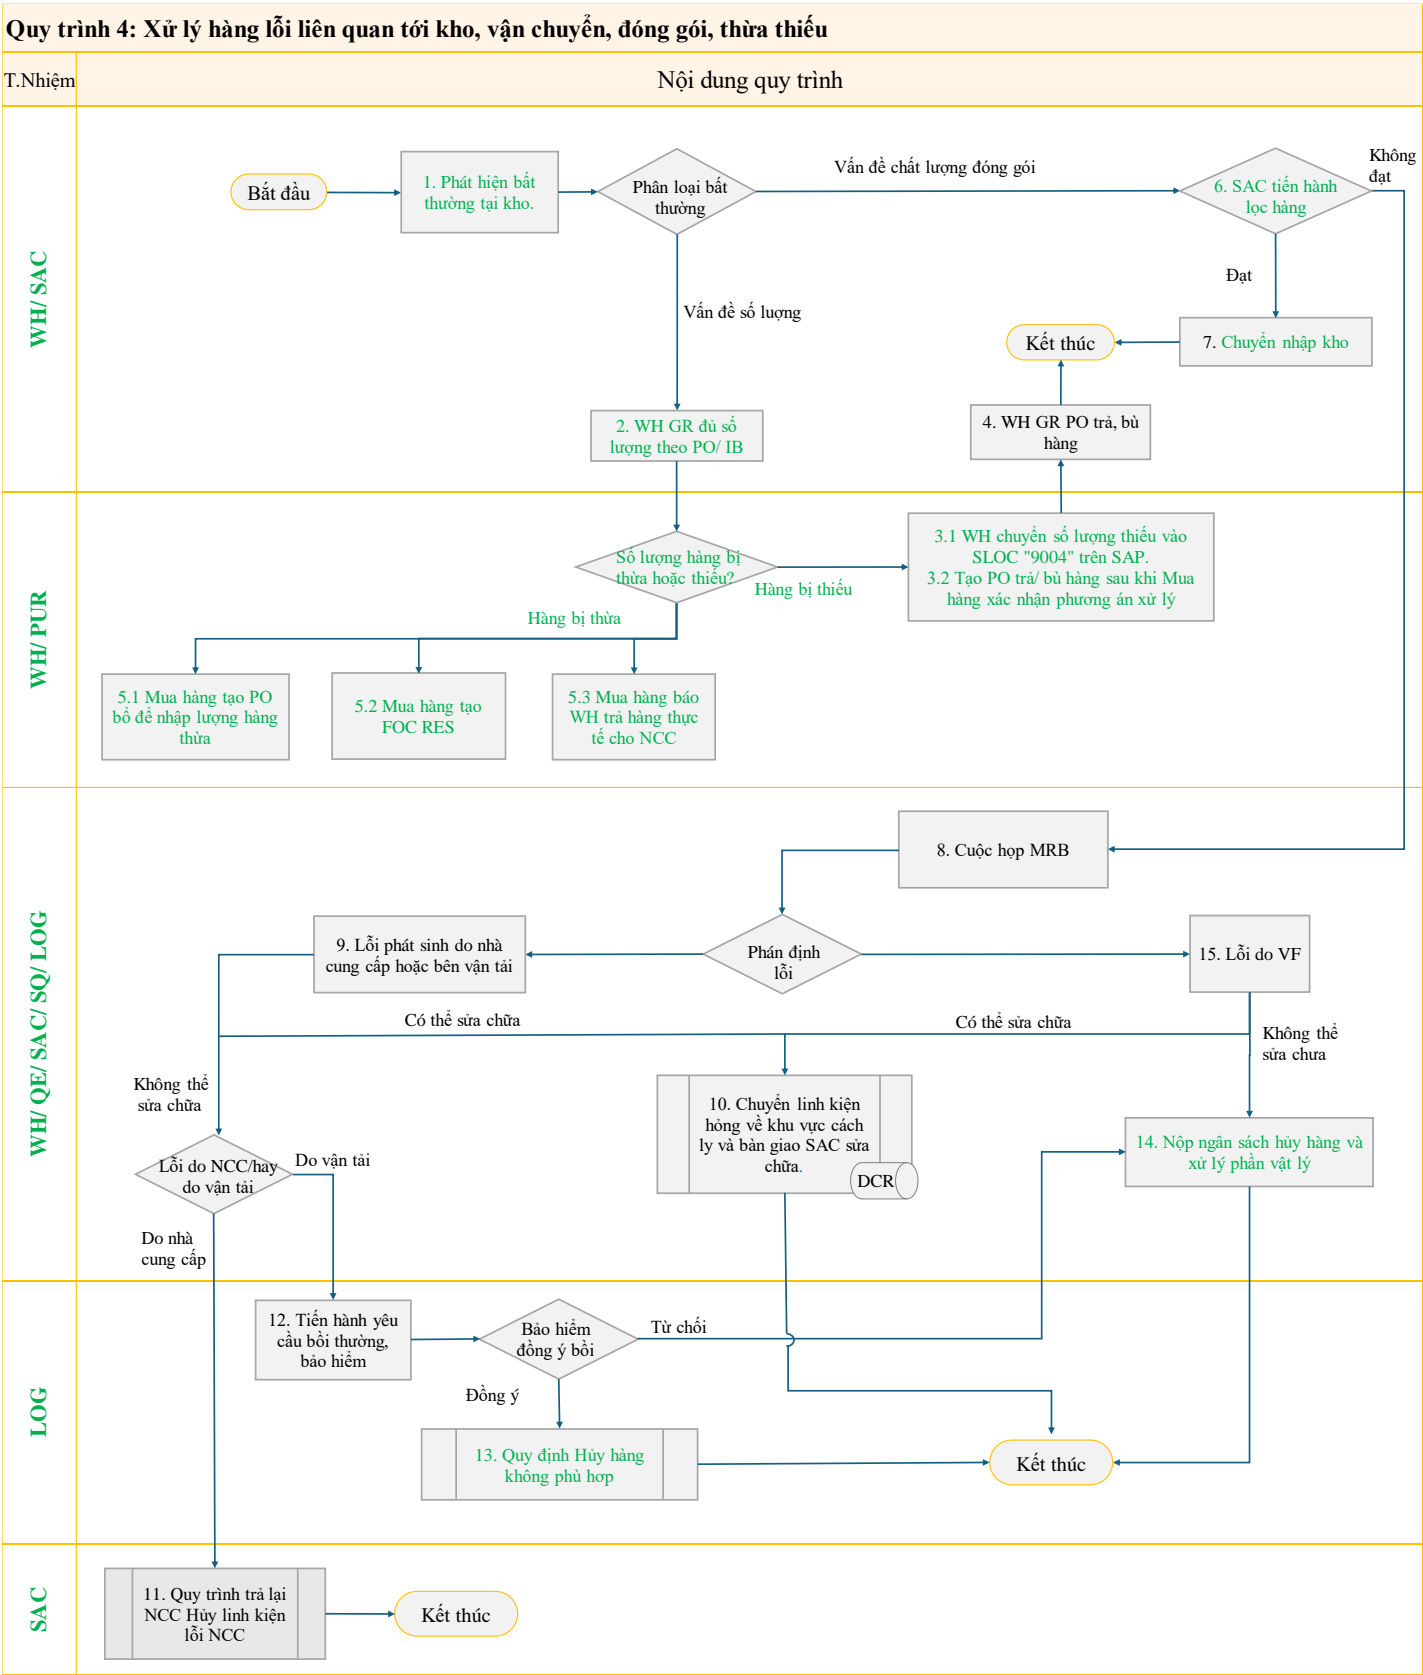 Quy trình 4: Xử lý hàng lỗi liên quan tới kho, vận chuyển, đóng gói, thừa thiếu
T.Nhiệm
Nội dung quy trình
WH/ SAC
Bắt đầu
1. Phát hiện bất
thường tại kho.
Phân loại bất
thường
Vấn đề chất lượng đóng gói
6. SAC tiến hành
lọc hàng
Không
đạt
Đạt
Vấn đề số lượng
Kết thúc
7. Chuyển nhập kho
2. WH GR đủ số
lượng theo PO/ IB
4. WH GR PO trả, bù
hàng
WH/ PUR
Số lượng hàng bị
thừa hoặc thiếu?
Hàng bị thiếu
3.1 WH chuyển số lượng thiếu vào
SLOC "9004" trên SAP.
3.2 Tạo PO trả/ bù hàng sau khi Mua
hàng xác nhận phương án xử lý
Hàng bị thừa
5.1 Mua hàng tạo PO
bổ để nhập lượng hàng
thừa
5.2 Mua hàng tạo
FOC RES
5.3 Mua hàng báo
WH trả hàng thực
tế cho NCC
WH/ QE/ SAC/ SQ/ LOG
8. Cuộc họp MRB
9. Lỗi phát sinh do nhà
cung cấp hoặc bên vận tải
Phán định
lỗi
15. Lỗi do VF
Có thể sửa chữa
Có thể sửa chữa
Không thể
sửa chưa
Không thể
sửa chữa
10. Chuyển linh kiện
hỏng về khu vực cách
ly và bàn giao SAC sửa
chữa.
DCR
14. Nộp ngân sách hủy hàng và
xử lý phần vật lý
Lỗi do NCC/hay
do vận tải
Do vận tải
Do nhà
cung cấp
LOG
12. Tiến hành yêu
cầu bồi thường,
bảo hiểm
Bảo hiểm
đồng ý bồi
Từ chối
Đồng ý
13. Quy định Hủy hàng
không phù hơp
Kết thúc
SAC
11. Quy trình trả lại
NCC Hủy linh kiện
lỗi NCC
Kết thúc